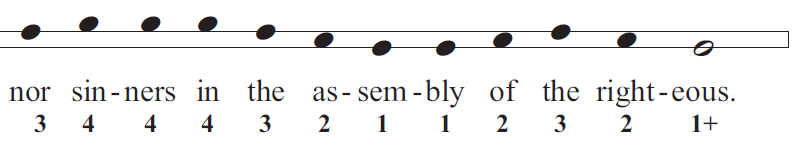 nor sin-ners in the as-sem-bly of the right-eous.
3 4 4 4 3 2 1 1 2 3 2 1+